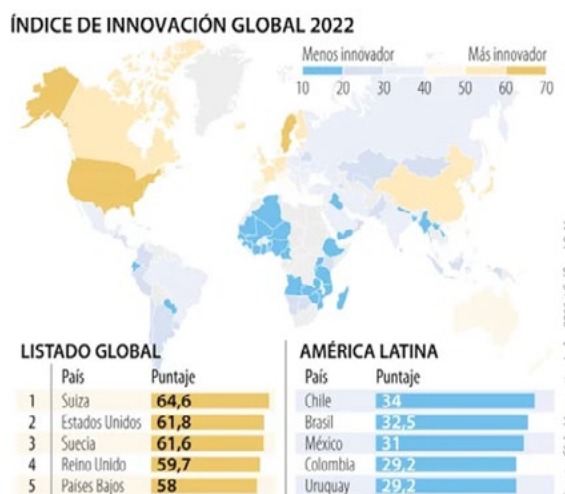 ÍNDICE DE INNOVACIÓN GLOBAL 2022
Menos innovador Más innovador
10 20 30 40 50 60 70
LISTADO GLOBAL
País Puntaje
1 Suiza 64,6
2 Estados Unidos 61,8
3 Suecia 61,6
4 Reino Unido 59,7
5 Países Bajos 58
AMÉRICA LATINA
País Puntaje
Chile 34
Brasil 32,5
México 31
Colombia 29,2
Uruguay 29,2